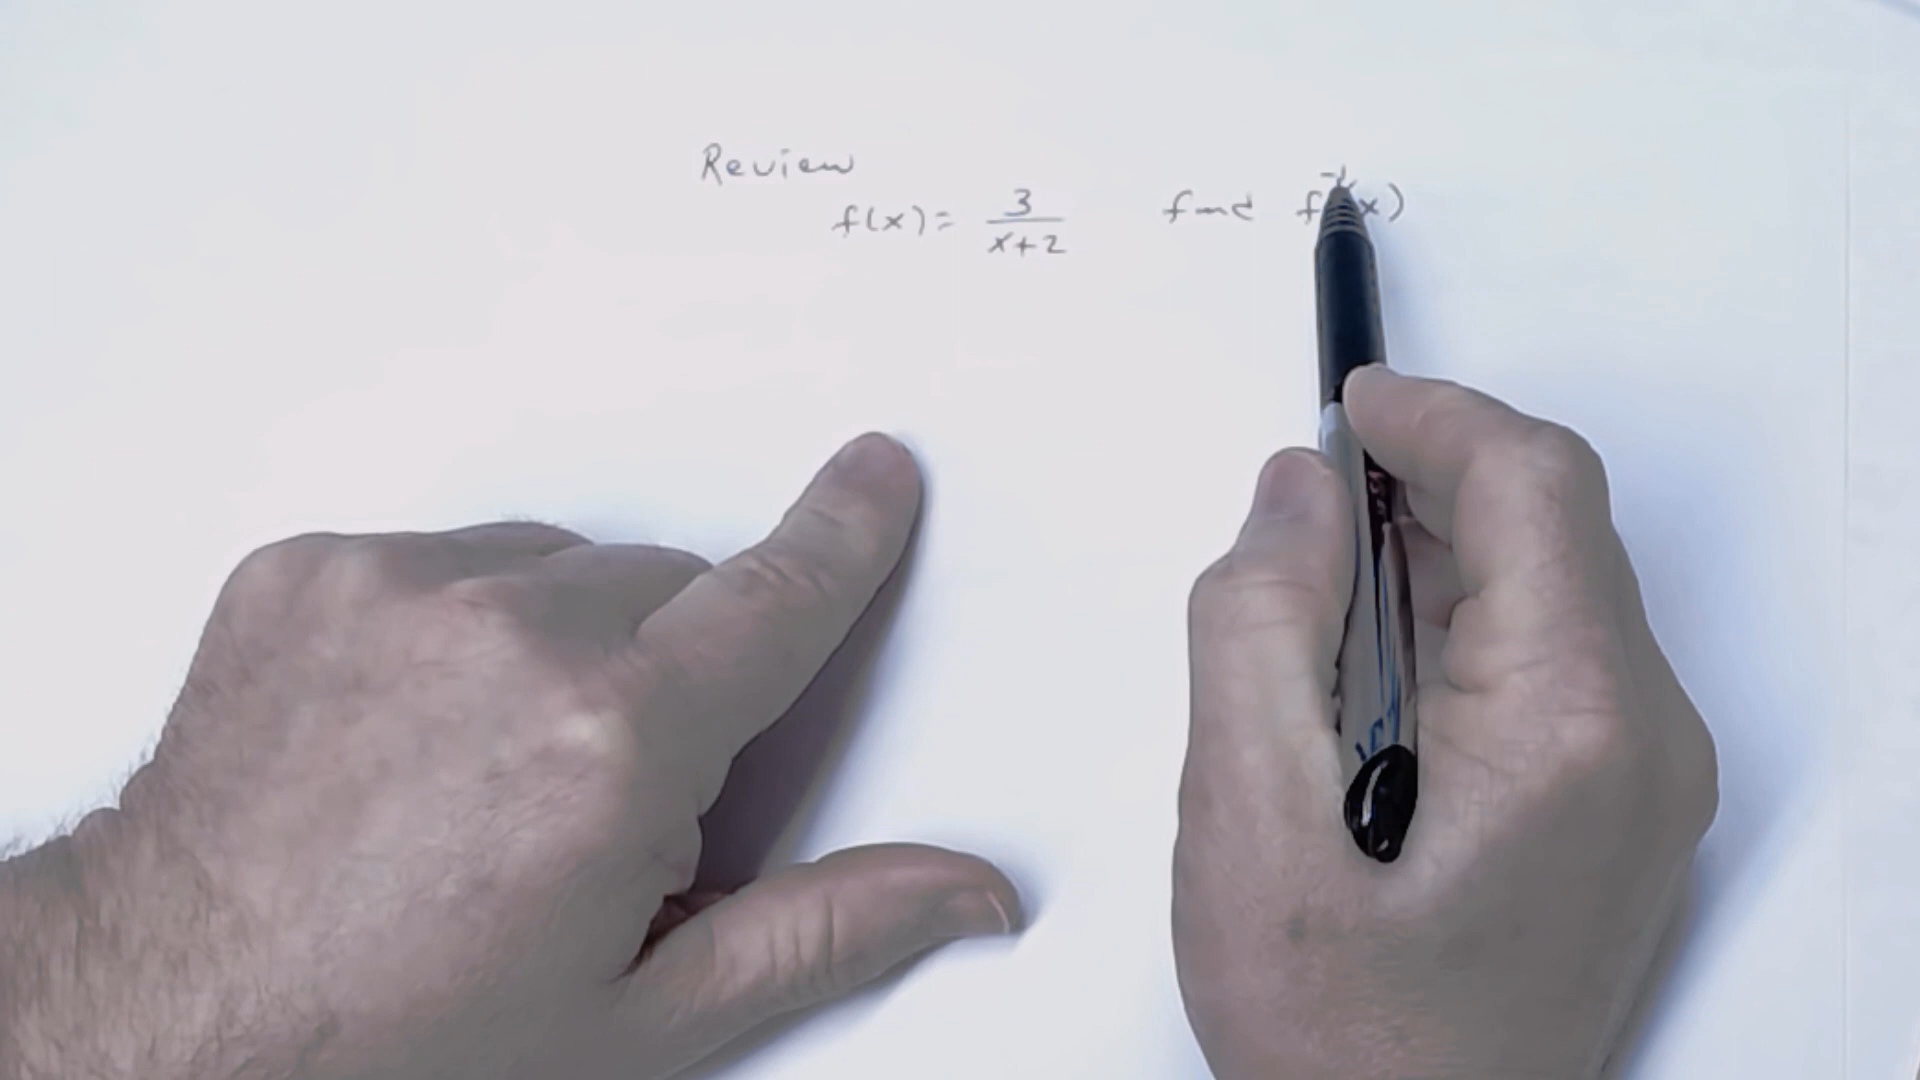 Review
f(x) = 3/(x+2) find f⁻¹(x)